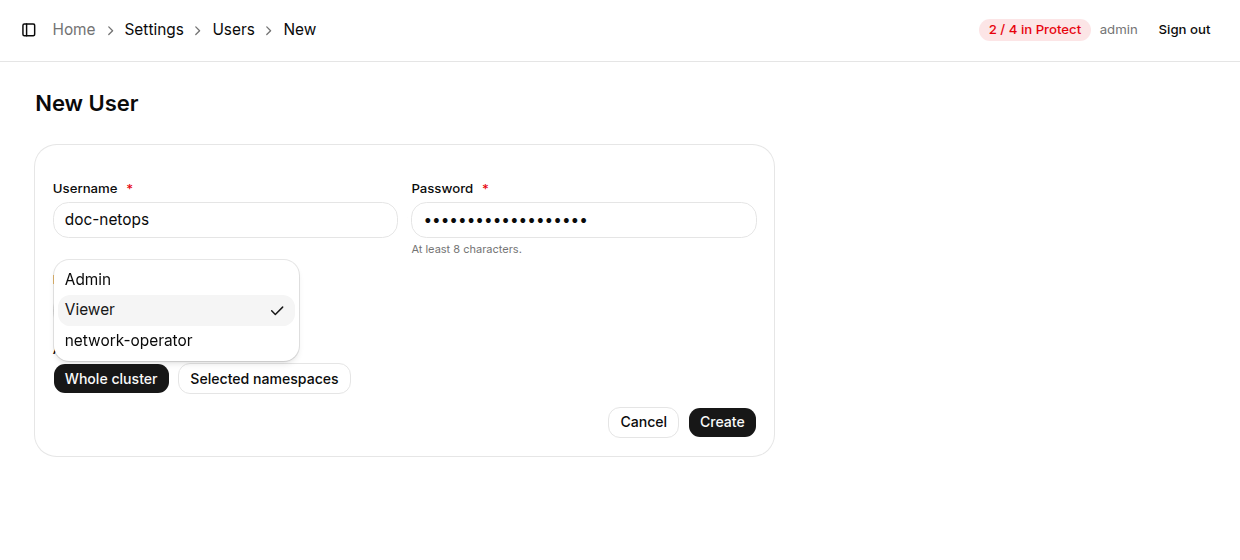 Home > Settings > Users > New
2 / 4 in Protect
admin
Sign out
New User
Username *
Password *
doc-netops
•••••••••••••••••••
At least 8 characters.
Admin
Viewer
network-operator
Whole cluster
Selected namespaces
Cancel
Create